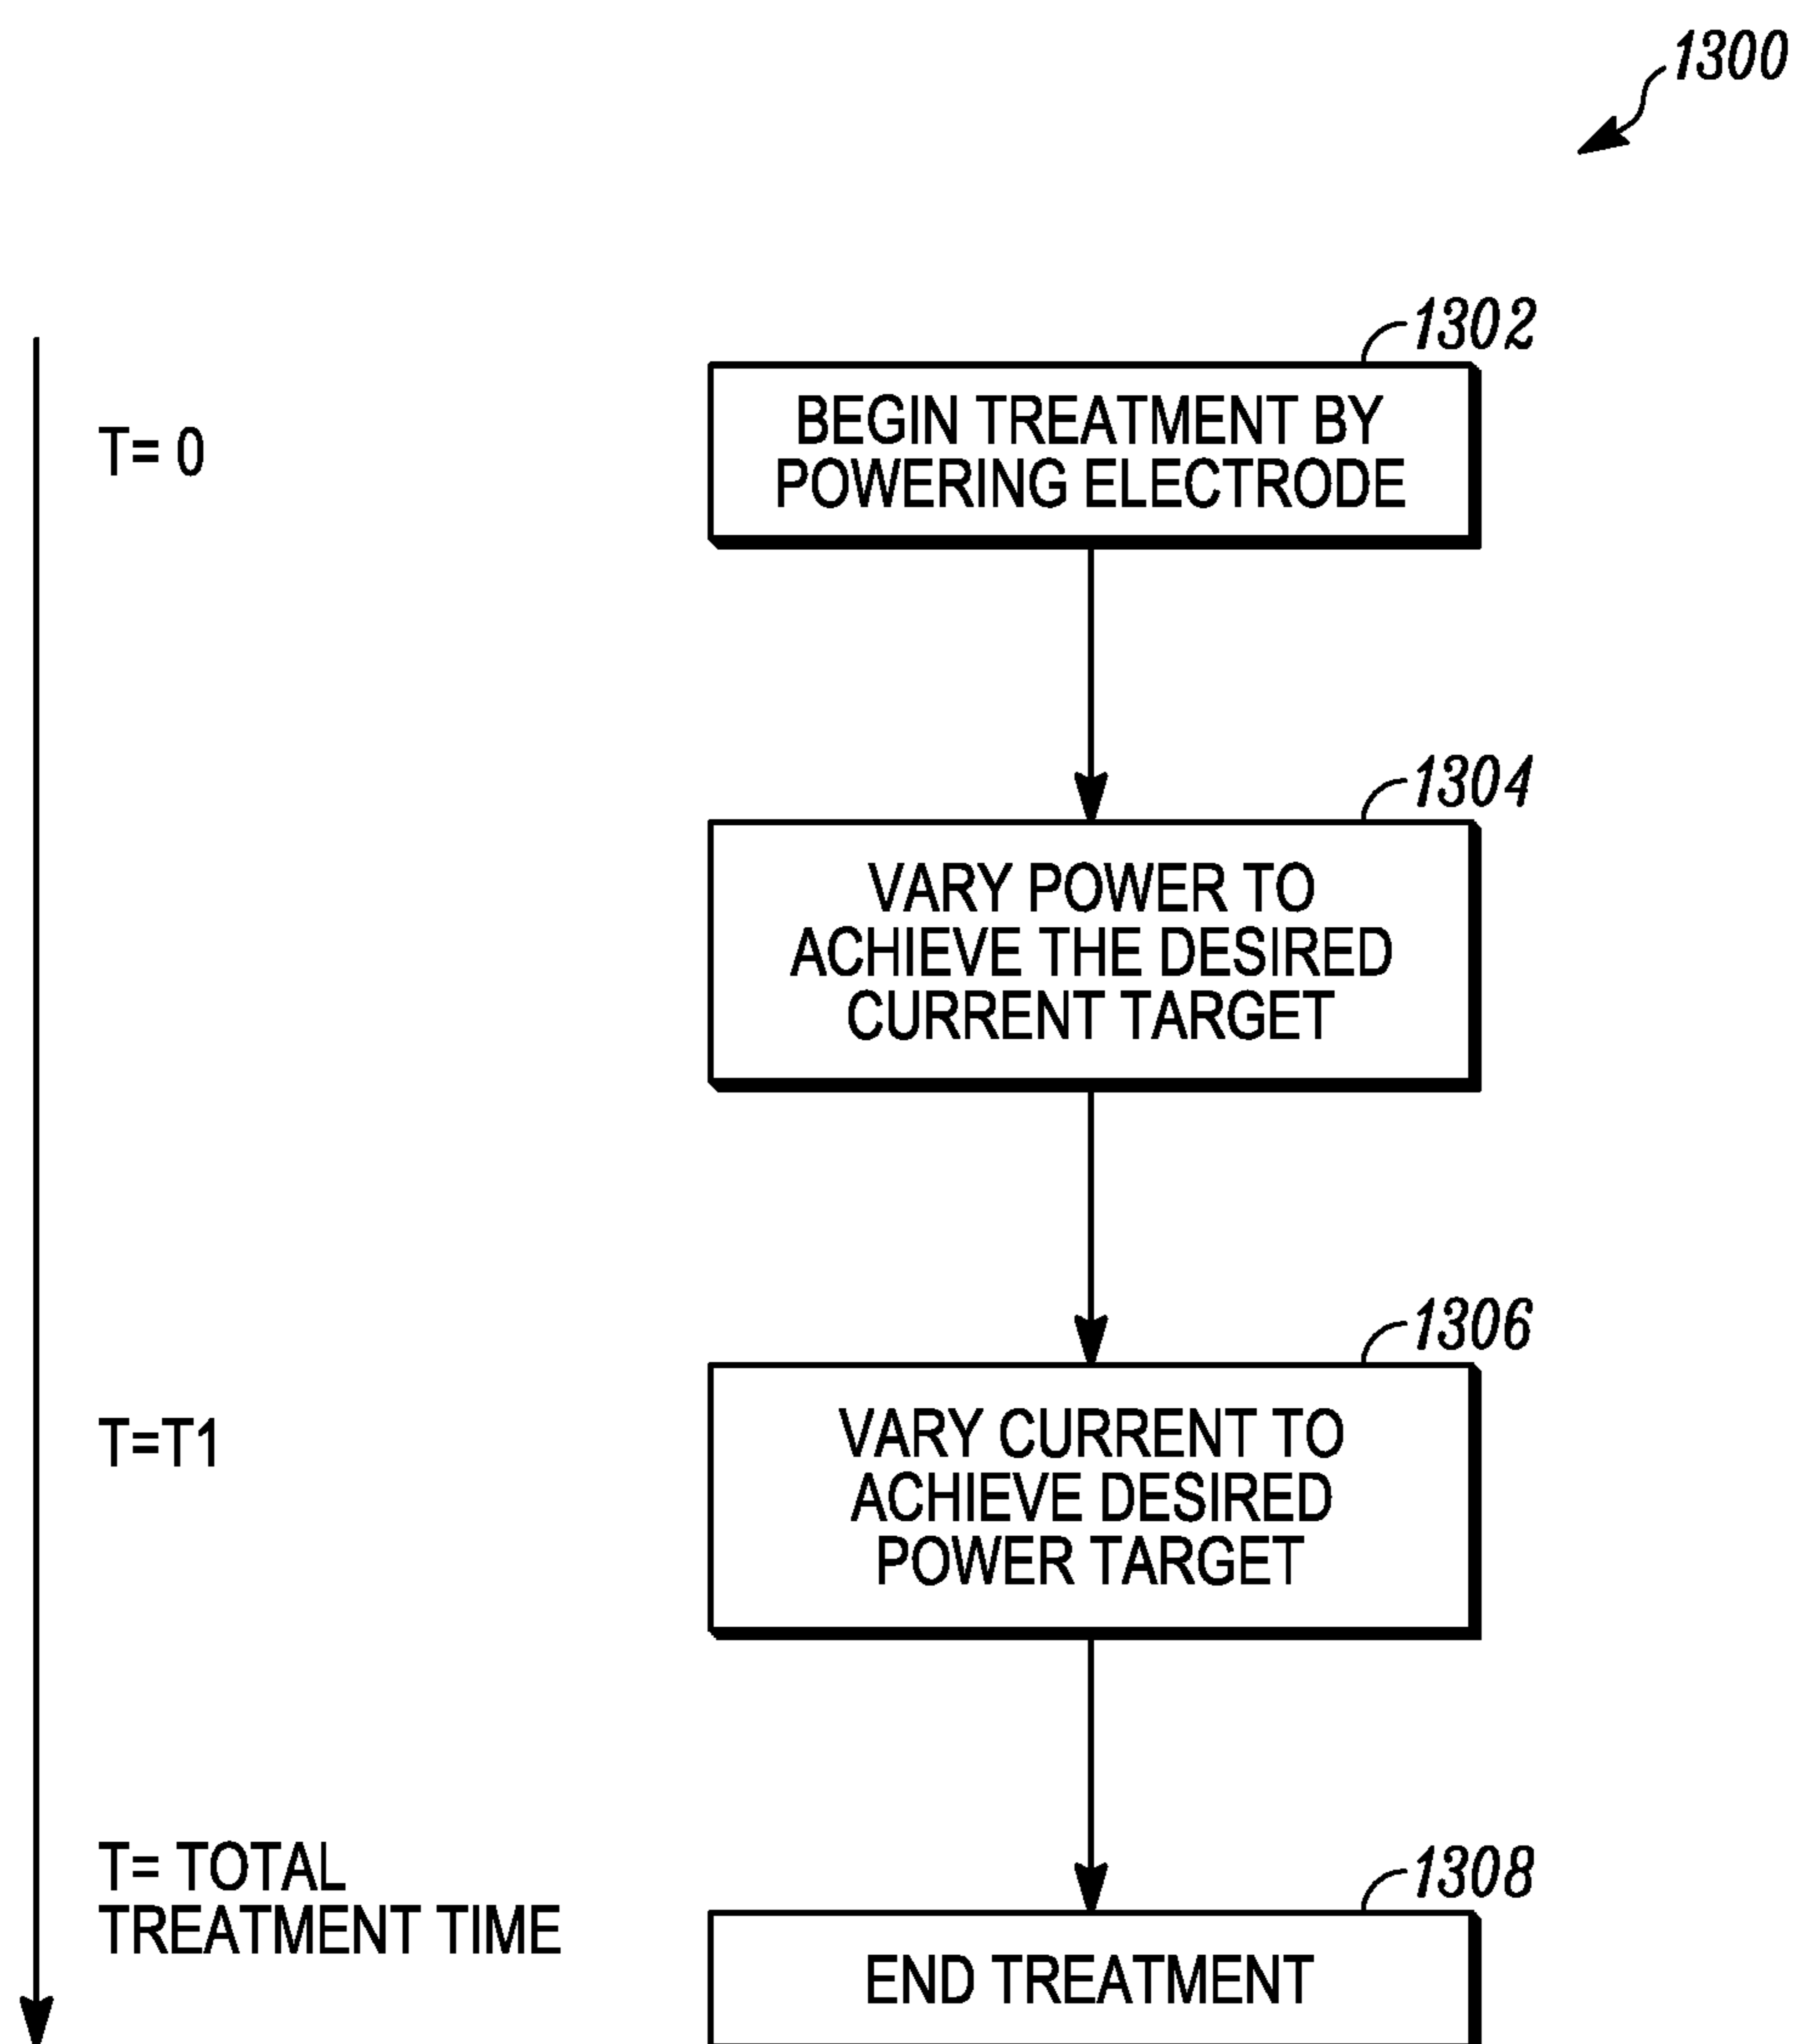 1300
1302
T= 0
BEGIN TREATMENT BY
POWERING ELECTRODE
1304
VARY POWER TO
ACHIEVE THE DESIRED
CURRENT TARGET
1306
T=T1
VARY CURRENT TO
ACHIEVE DESIRED
POWER TARGET
T= TOTAL
TREATMENT TIME
1308
END TREATMENT